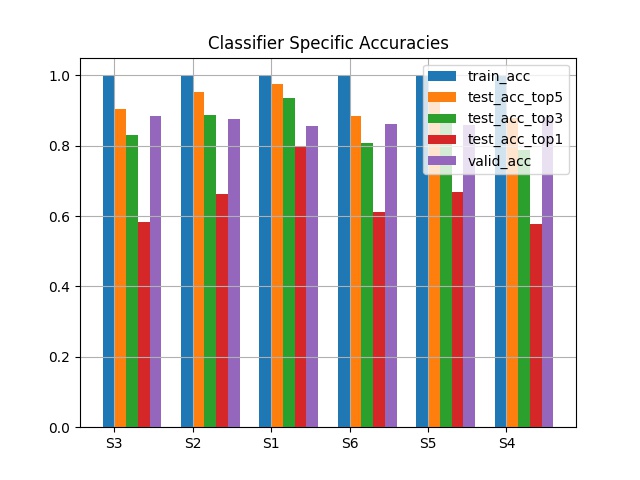 Classifier Specific Accuracies
1.0
0.8
0.6
0.4
0.2
0.0
train_acc
test_acc_top5
test_acc_top3
test_acc_top1
valid_acc
S3 S2 S1 S6 S5 S4